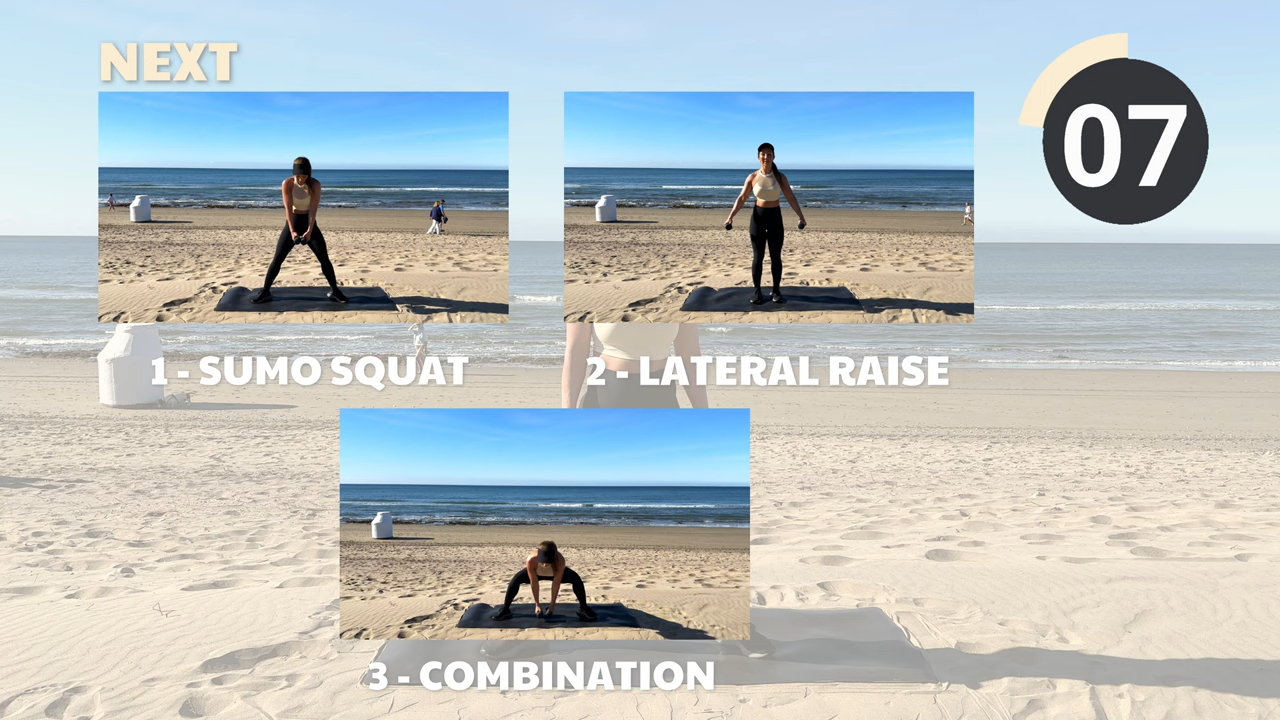 NEXT
07
1 - SUMO SQUAT
2 - LATERAL RAISE
3 - COMBINATION